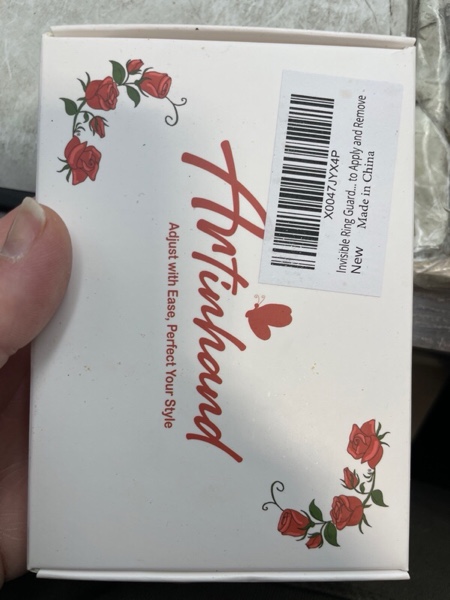 Artinhand
Adjust with Ease, Perfect Your Style
X0047JYX4P
Invisible Ring Guard... to Apply and Remove
New Made in China